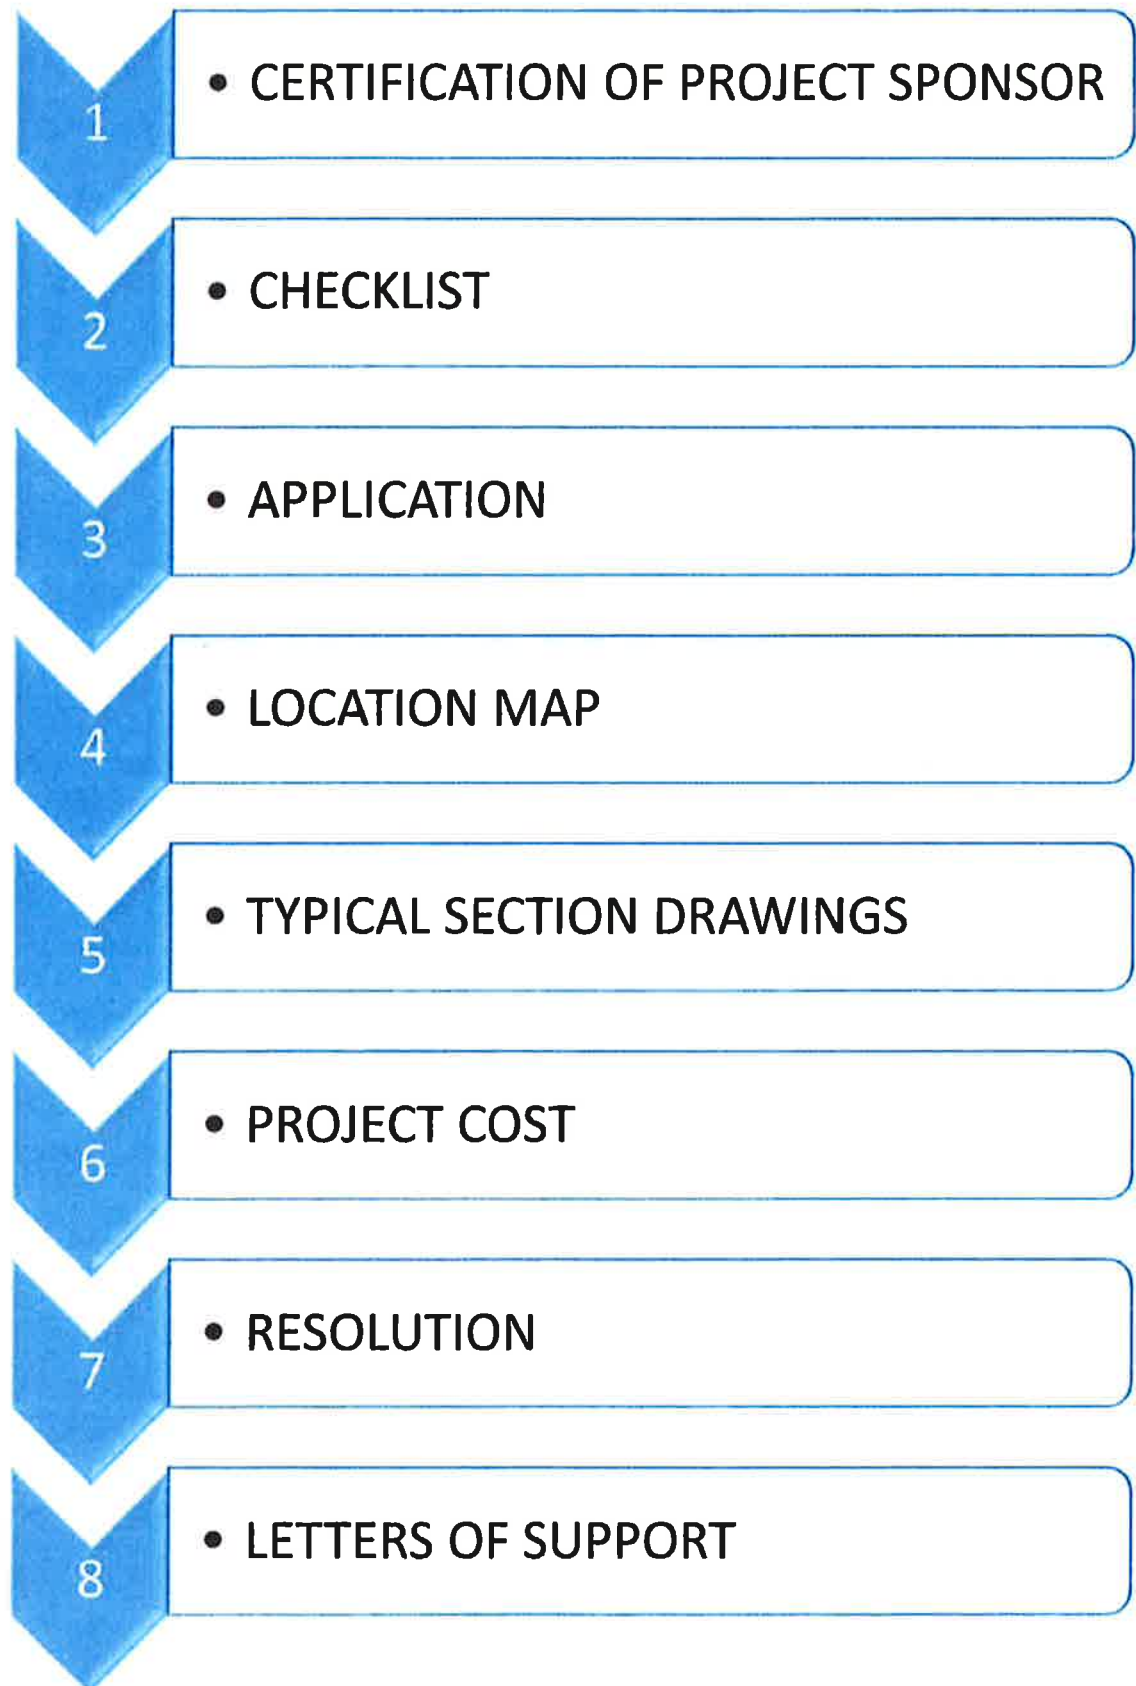 1
• CERTIFICATION OF PROJECT SPONSOR
2
• CHECKLIST
3
• APPLICATION
4
• LOCATION MAP
5
• TYPICAL SECTION DRAWINGS
6
• PROJECT COST
7
• RESOLUTION
8
• LETTERS OF SUPPORT